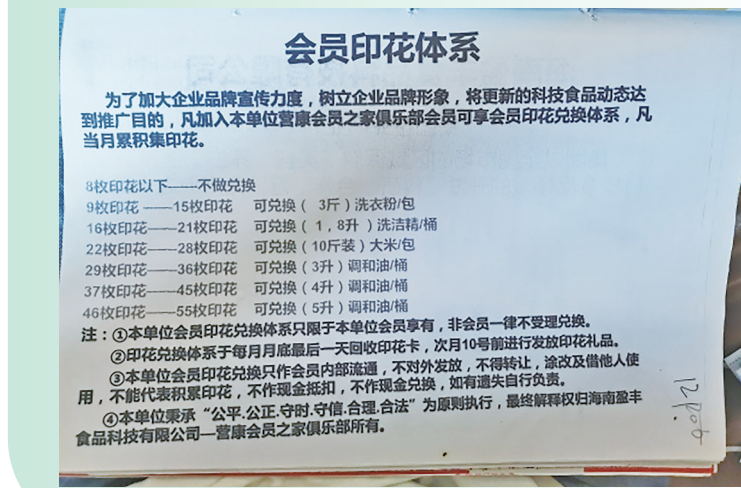 会员印花体系
为了加大企业品牌宣传力度，树立企业品牌形象，将更新的科技食品动态达
到推广目的，凡加入本单位营康会员之家俱乐部会员可享会员印花兑换体系，凡
当月累积集印花。
8枚印花以下——不做兑换
9枚印花——15枚印花 可兑换（ 3斤）洗衣粉/包
16枚印花——21枚印花 可兑换（ 1，8升 ）洗洁精/桶
22枚印花——28枚印花 可兑换（10斤装）大米/包
29枚印花——36枚印花 可兑换（3升）调和油/桶
37枚印花——45枚印花 可兑换（4升）调和油/桶
46枚印花——55枚印花 可兑换（5升）调和油/桶
注：①本单位会员印花兑换体系只限于本单位会员享有，非会员一律不受理兑换。
②印花兑换体系于每月月底最后一天回收印花卡，次月10号前进行发放印花礼品。
③本单位会员印花兑换只作会员内部流通，不对外发放，不得转让，涂改及借他人使
用，不能代表积累印花，不作现金抵扣，不作现金兑换，如有遗失自行负责。
④本单位秉承“公平.公正.守时.守信.合理.合法”为原则执行，最终解释权归海南盈丰
食品科技有限公司—营康会员之家俱乐部所有。